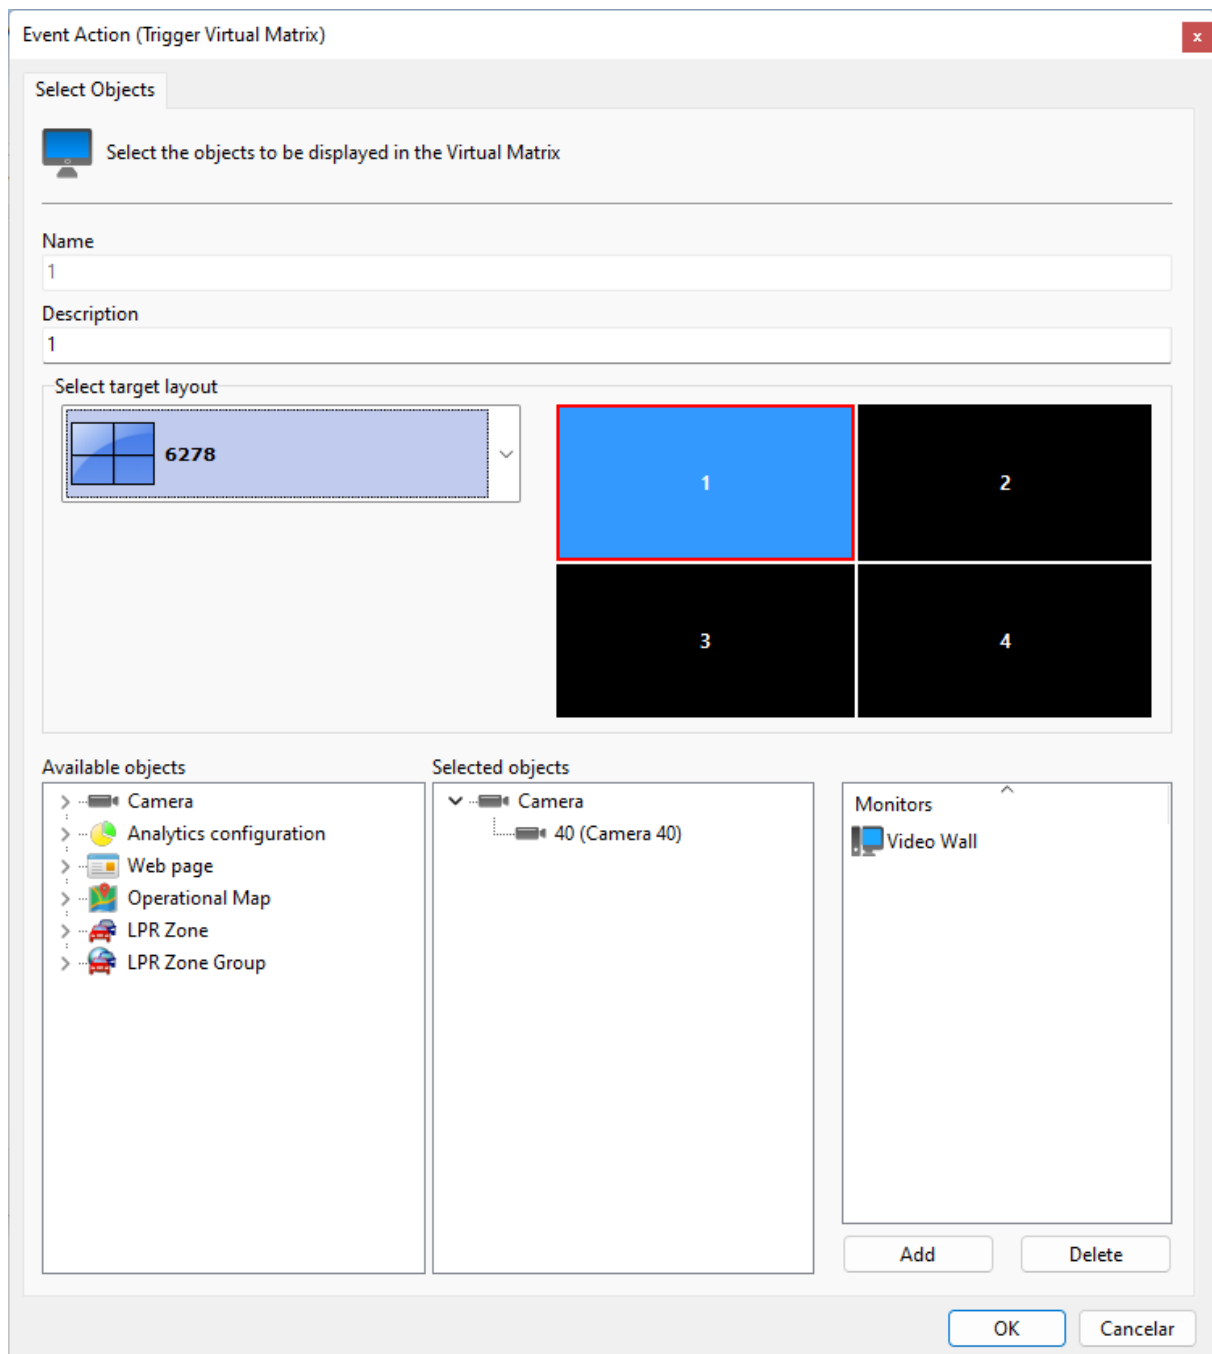 Event Action (Trigger Virtual Matrix)
x
Select Objects
Select the objects to be displayed in the Virtual Matrix
Name
1
Description
1
Select target layout
6278
1
2
3
4
Available objects
Camera
Analytics configuration
Web page
Operational Map
LPR Zone
LPR Zone Group
Selected objects
Camera
40 (Camera 40)
Monitors
Video Wall
Add
Delete
OK
Cancelar